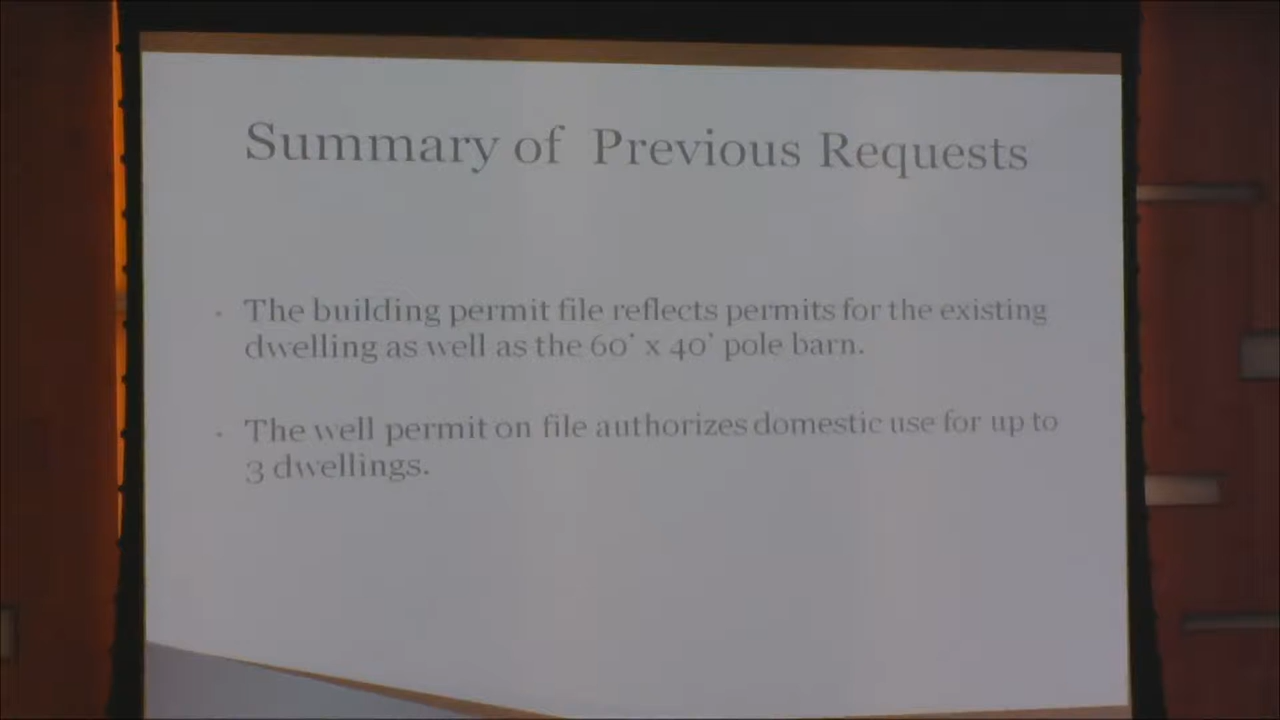 Summary of Previous Requests
The building permit file reflects permits for the existing
dwelling as well as the 60' x 40' pole barn.
The well permit on file authorizes domestic use for up to
3 dwellings.